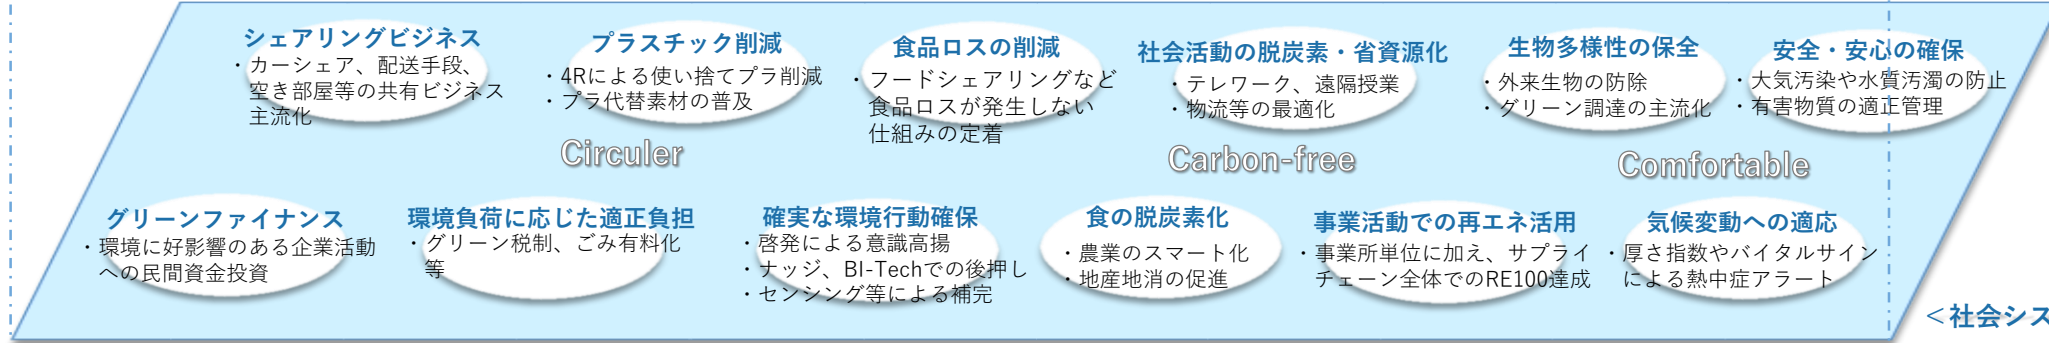 シェアリングビジネス
・カーシェア、配送手段、
空き部屋等の共有ビジネス
主流化
プラスチック削減
・4Rによる使い捨てプラ削減
・プラ代替素材の普及
食品ロスの削減
・フードシェアリングなど
食品ロスが発生しない
仕組みの定着
社会活動の脱炭素・省資源化
・テレワーク、遠隔授業
・物流等の最適化
生物多様性の保全
・外来生物の防除
・グリーン調達の主流化
安全・安心の確保
・大気汚染や水質汚濁の防止
・有害物質の適正管理
Circuler
Carbon-free
Comfortable
グリーンファイナンス
・環境に好影響のある企業活動
への民間資金投資
環境負荷に応じた適正負担
・グリーン税制、ごみ有料化
等
確実な環境行動確保
・啓発による意識高揚
・ナッジ、BI-Techでの後押し
・センシング等による補完
食の脱炭素化
・農業のスマート化
・地産地消の促進
事業活動での再エネ活用
・事業所単位に加え、サプライ
チェーン全体でのRE100達成
気候変動への適応
・厚さ指数やバイタルサイン
による熱中症アラート
＜社会シス